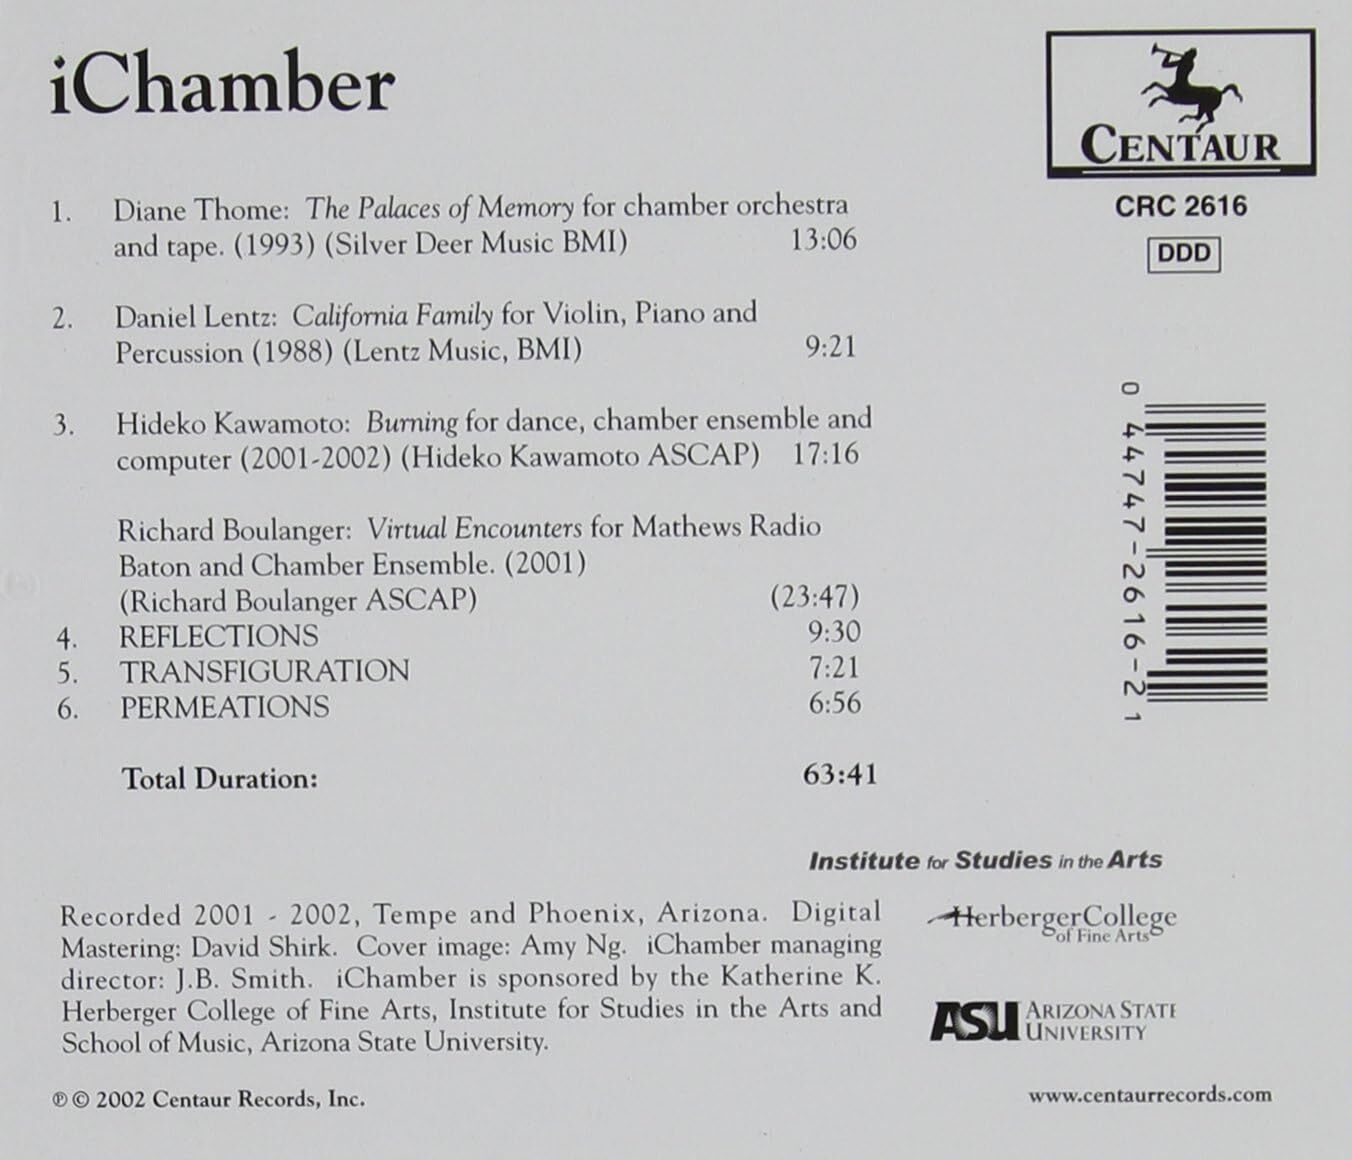 iChamber
CENTAUR
CRC 2616
DDD
1. Diane Thome: The Palaces of Memory for chamber orchestra
and tape. (1993) (Silver Deer Music BMI) 13:06
2. Daniel Lentz: California Family for Violin, Piano and
Percussion (1988) (Lentz Music, BMI) 9:21
3. Hideko Kawamoto: Burning for dance, chamber ensemble and
computer (2001-2002) (Hideko Kawamoto ASCAP) 17:16
Richard Boulanger: Virtual Encounters for Mathews Radio
Baton and Chamber Ensemble. (2001)
(Richard Boulanger ASCAP) (23:47)
4. REFLECTIONS 9:30
5. TRANSFIGURATION 7:21
6. PERMEATIONS 6:56
Total Duration: 63:41
0 44747-2616-2 1
Institute for Studies in the Arts
Herberger College
of Fine Arts
ASU ARIZONA STATE
UNIVERSITY
Recorded 2001 - 2002, Tempe and Phoenix, Arizona. Digital
Mastering: David Shirk. Cover image: Amy Ng. iChamber managing
director: J.B. Smith. iChamber is sponsored by the Katherine K.
Herberger College of Fine Arts, Institute for Studies in the Arts and
School of Music, Arizona State University.
℗ © 2002 Centaur Records, Inc.
www.centaurrecords.com